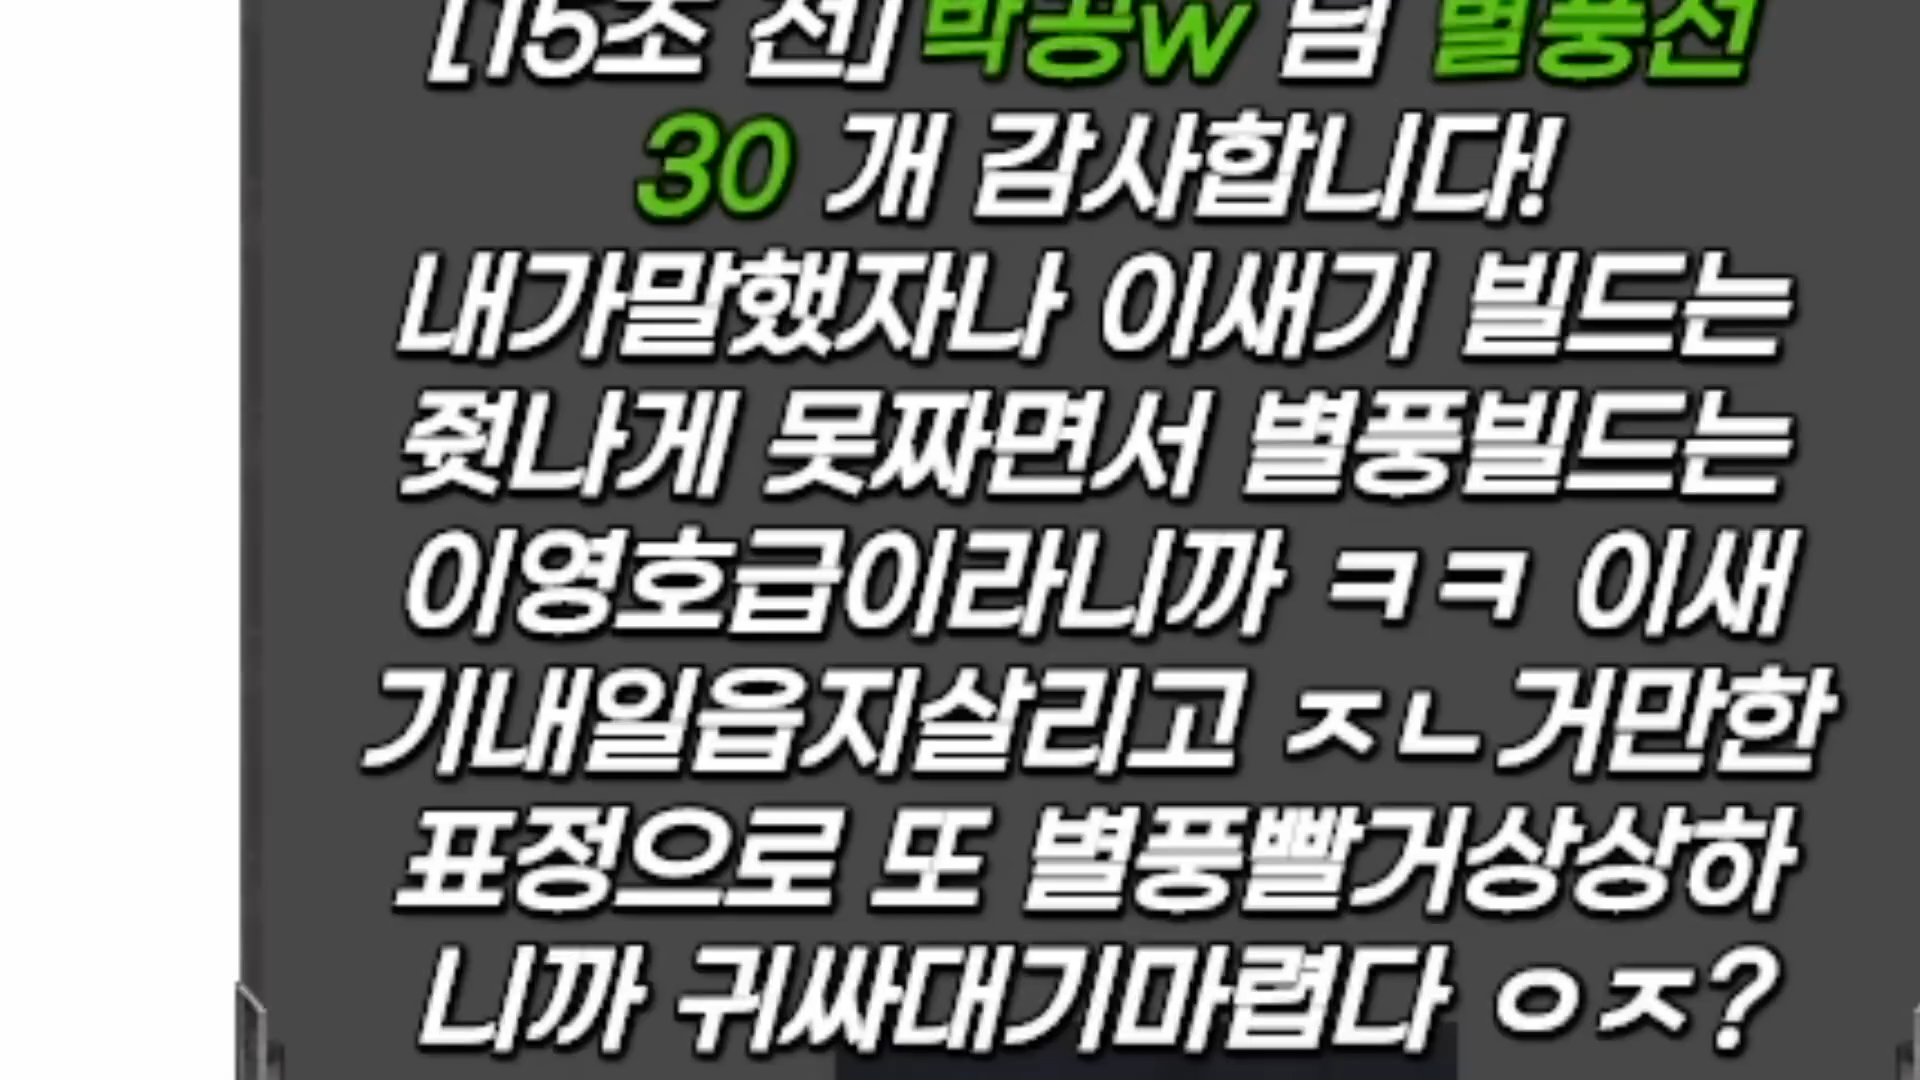 [15초 전] 박공w 님 별풍선
30 개 감사합니다!
내가말했자나 이새기 빌드는
줫나게 못짜면서 별풍빌드는
이영호급이라니까 ㅋㅋ 이새
기내일읍지살리고 ㅈㄴ거만한
표정으로 또 별풍빨거상상하
니까 귀싸대기마렵다 ㅇㅈ?